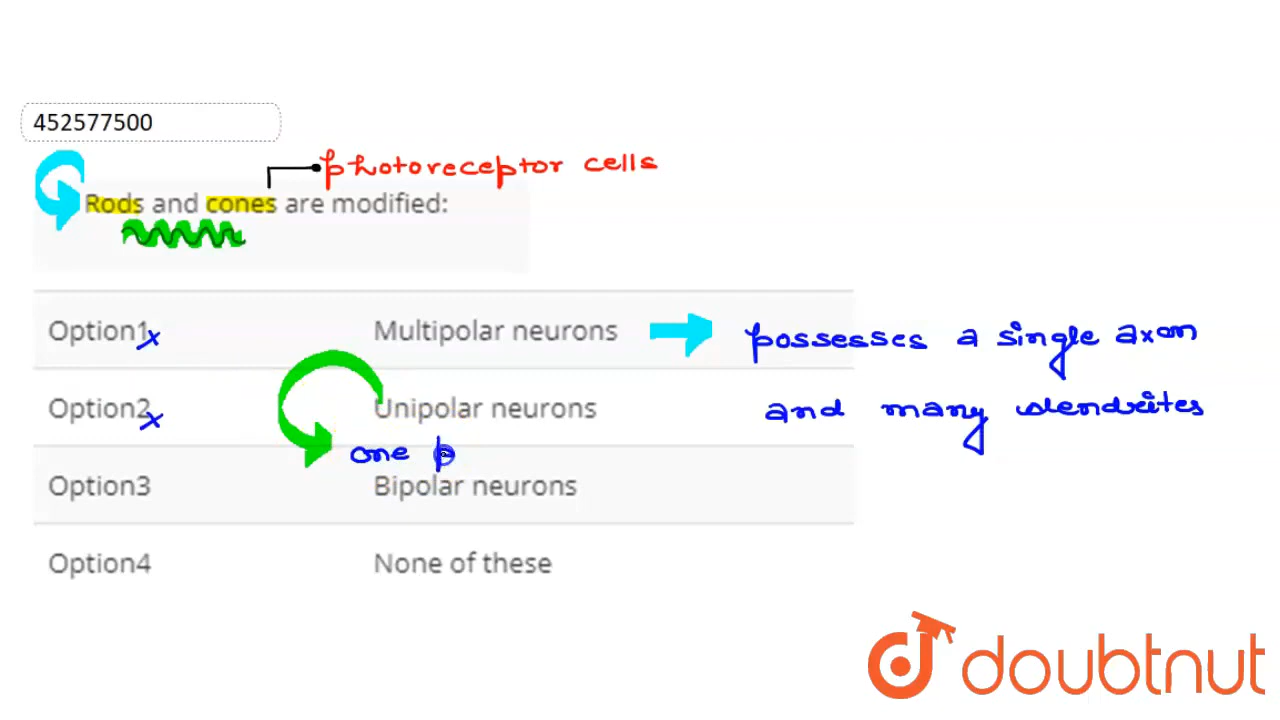 452577500
photoreceptor cells
Rods and cones are modified:
Option1 x Multipolar neurons possesses a single axon
and many dendrites
Option2 x Unipolar neurons
one p
Option3 Bipolar neurons
Option4 None of these
doubtnut